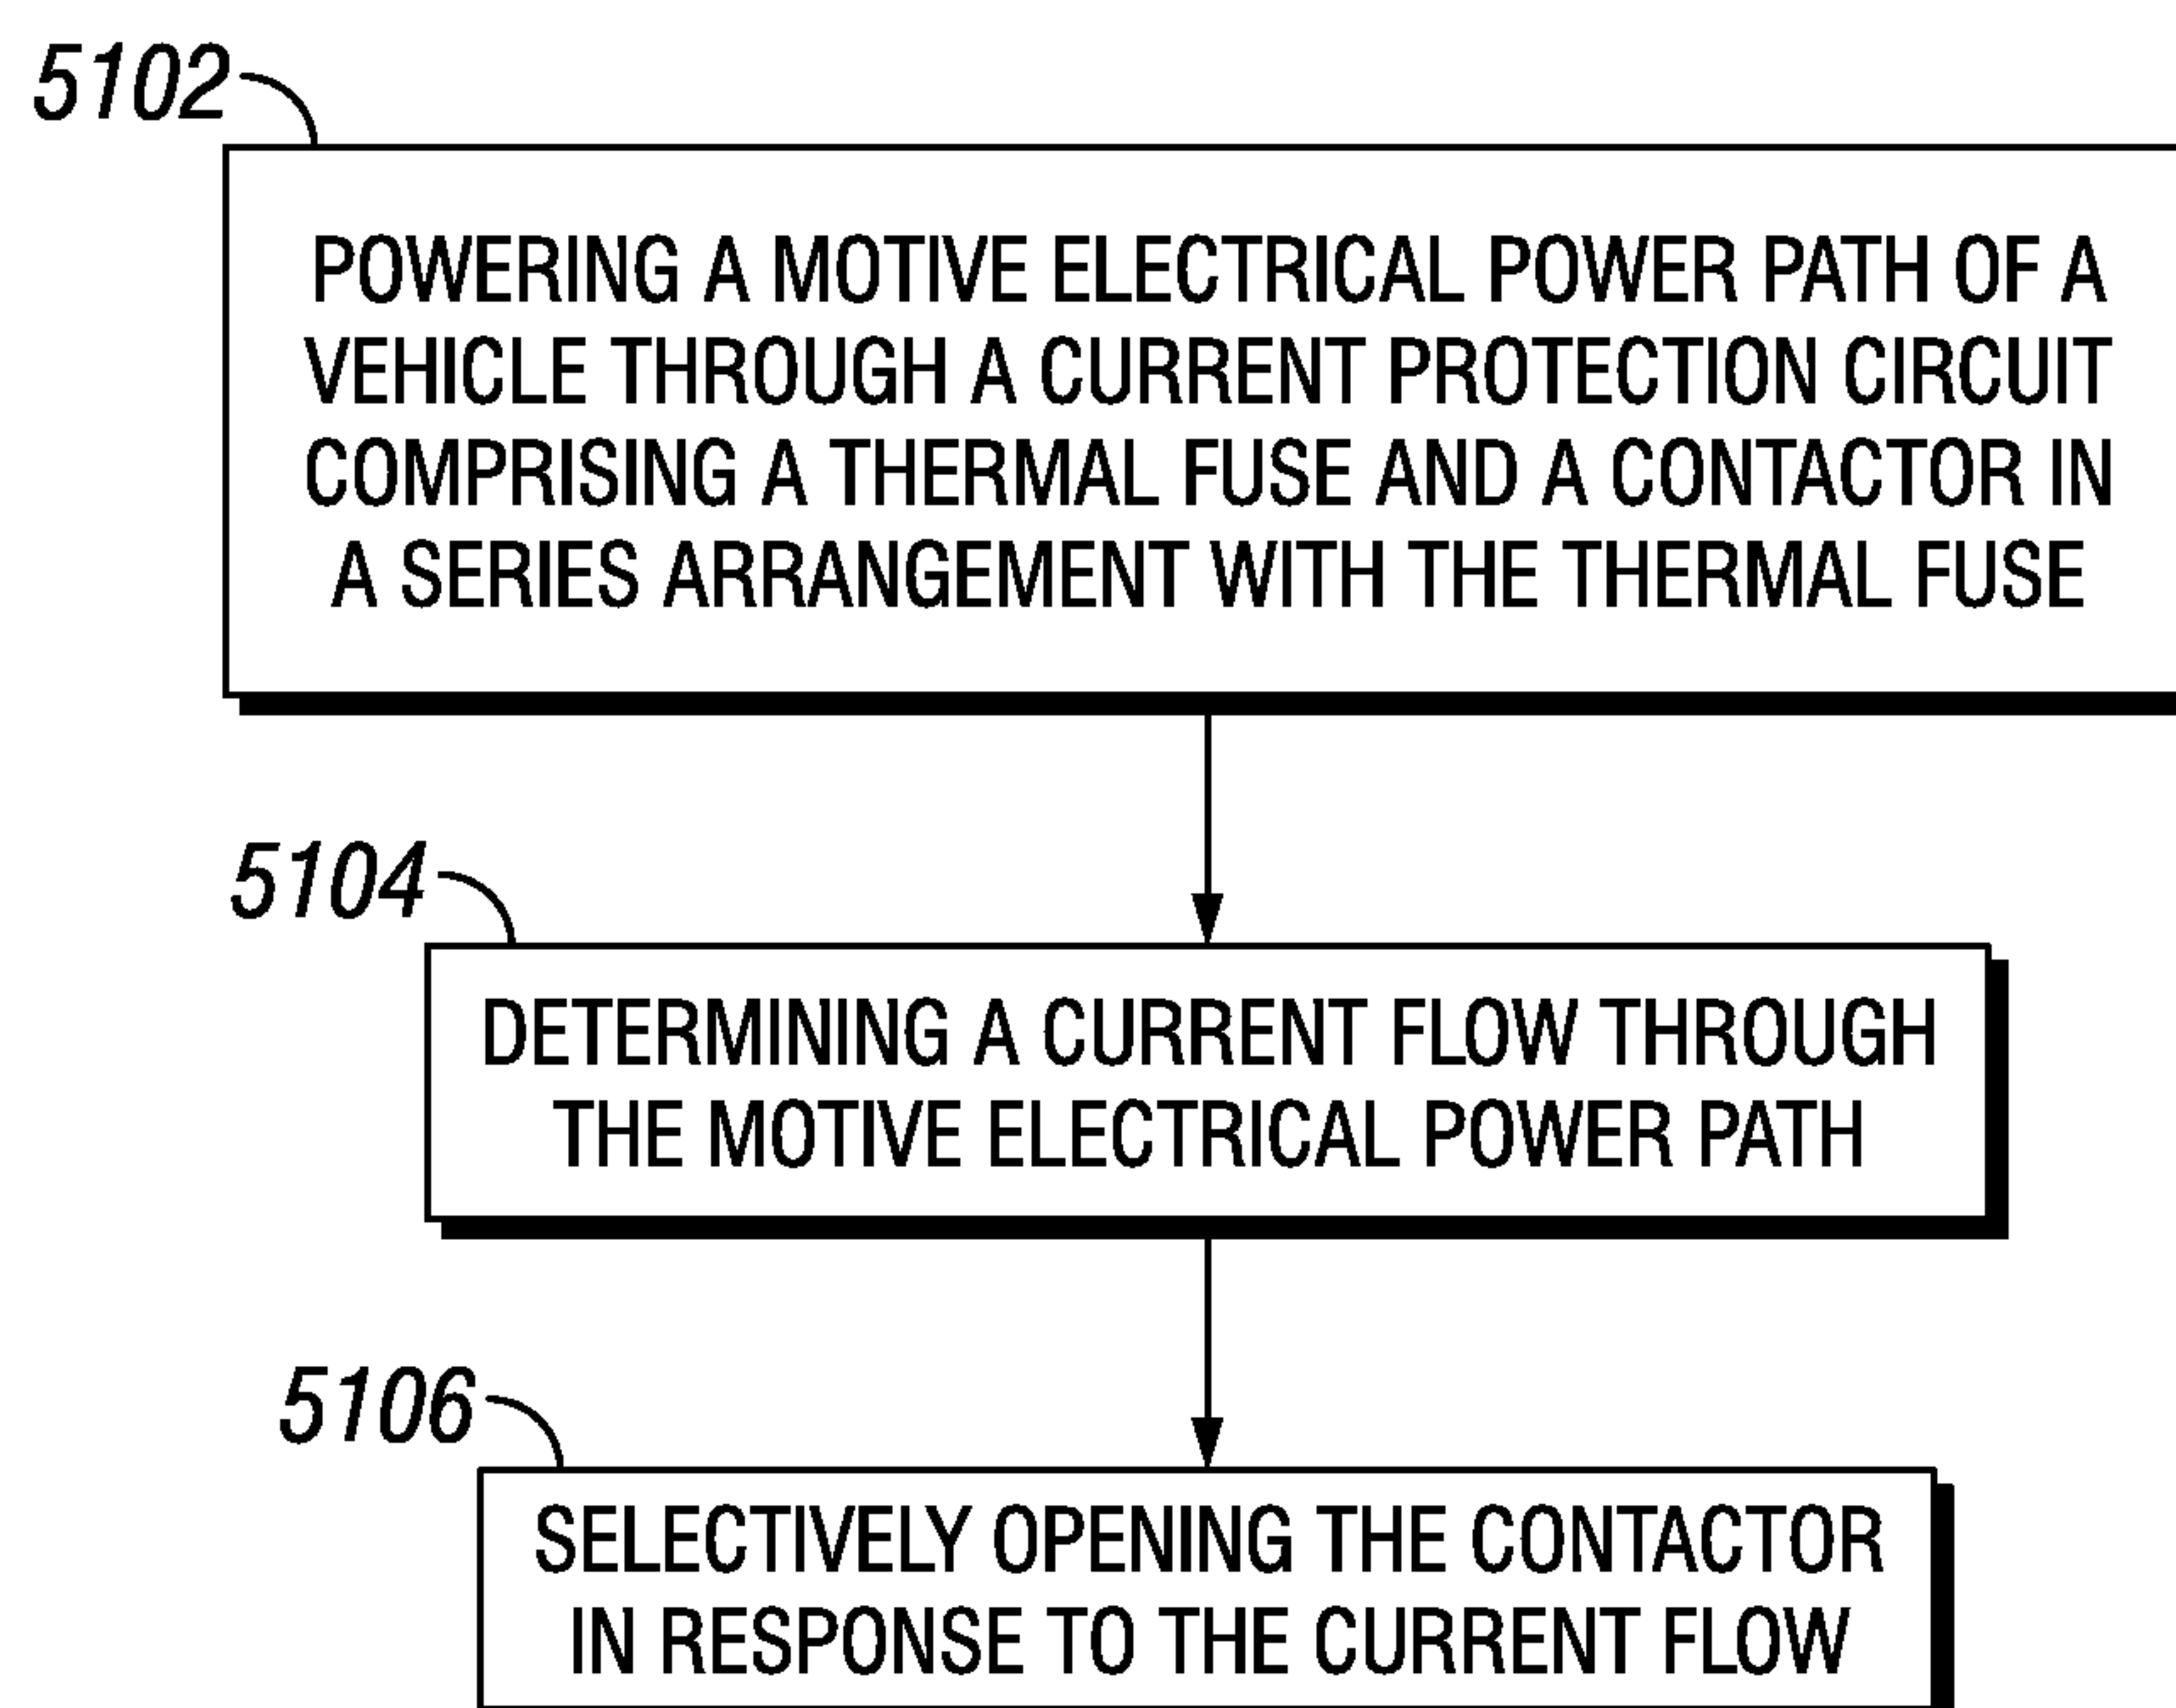 5102
POWERING A MOTIVE ELECTRICAL POWER PATH OF A
VEHICLE THROUGH A CURRENT PROTECTION CIRCUIT
COMPRISING A THERMAL FUSE AND A CONTACTOR IN
A SERIES ARRANGEMENT WITH THE THERMAL FUSE
5104
DETERMINING A CURRENT FLOW THROUGH
THE MOTIVE ELECTRICAL POWER PATH
5106
SELECTIVELY OPENING THE CONTACTOR
IN RESPONSE TO THE CURRENT FLOW